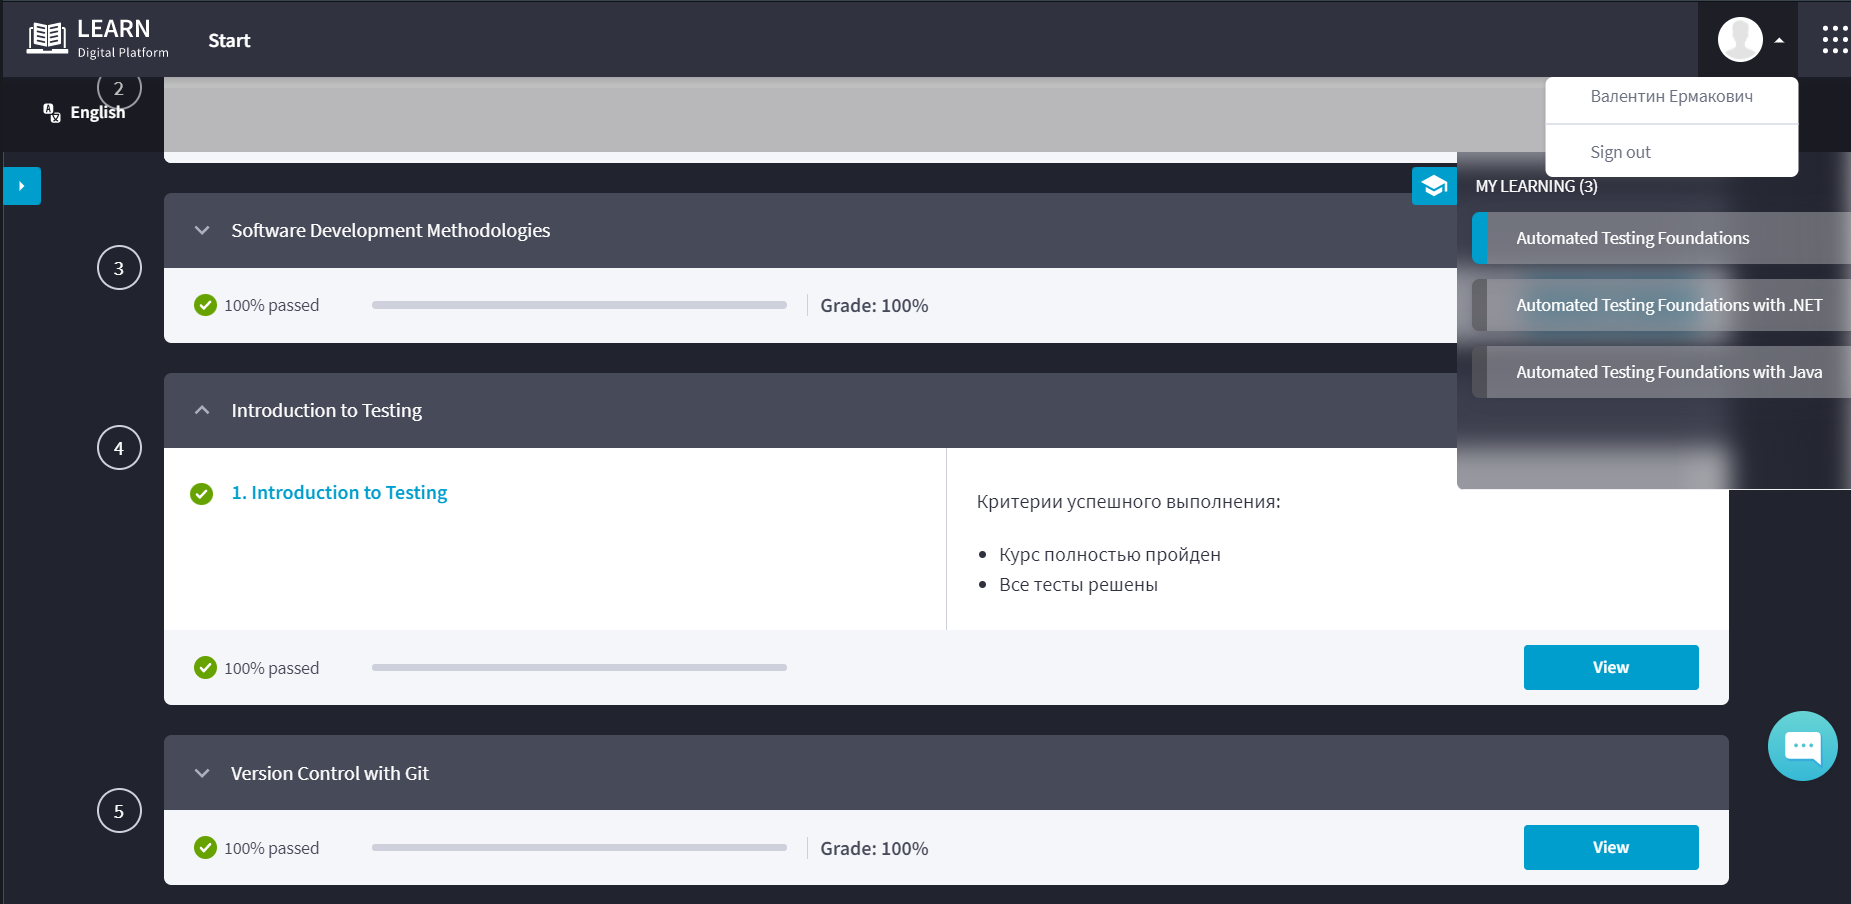 LEARN
Digital Platform
Start
Валентин Ермакович
Sign out
2
English
MY LEARNING (3)
Automated Testing Foundations
Automated Testing Foundations with .NET
Automated Testing Foundations with Java
3
Software Development Methodologies
100% passed
Grade: 100%
4
Introduction to Testing
1. Introduction to Testing
Критерии успешного выполнения:
Курс полностью пройден
Все тесты решены
100% passed
View
5
Version Control with Git
100% passed
Grade: 100%
View